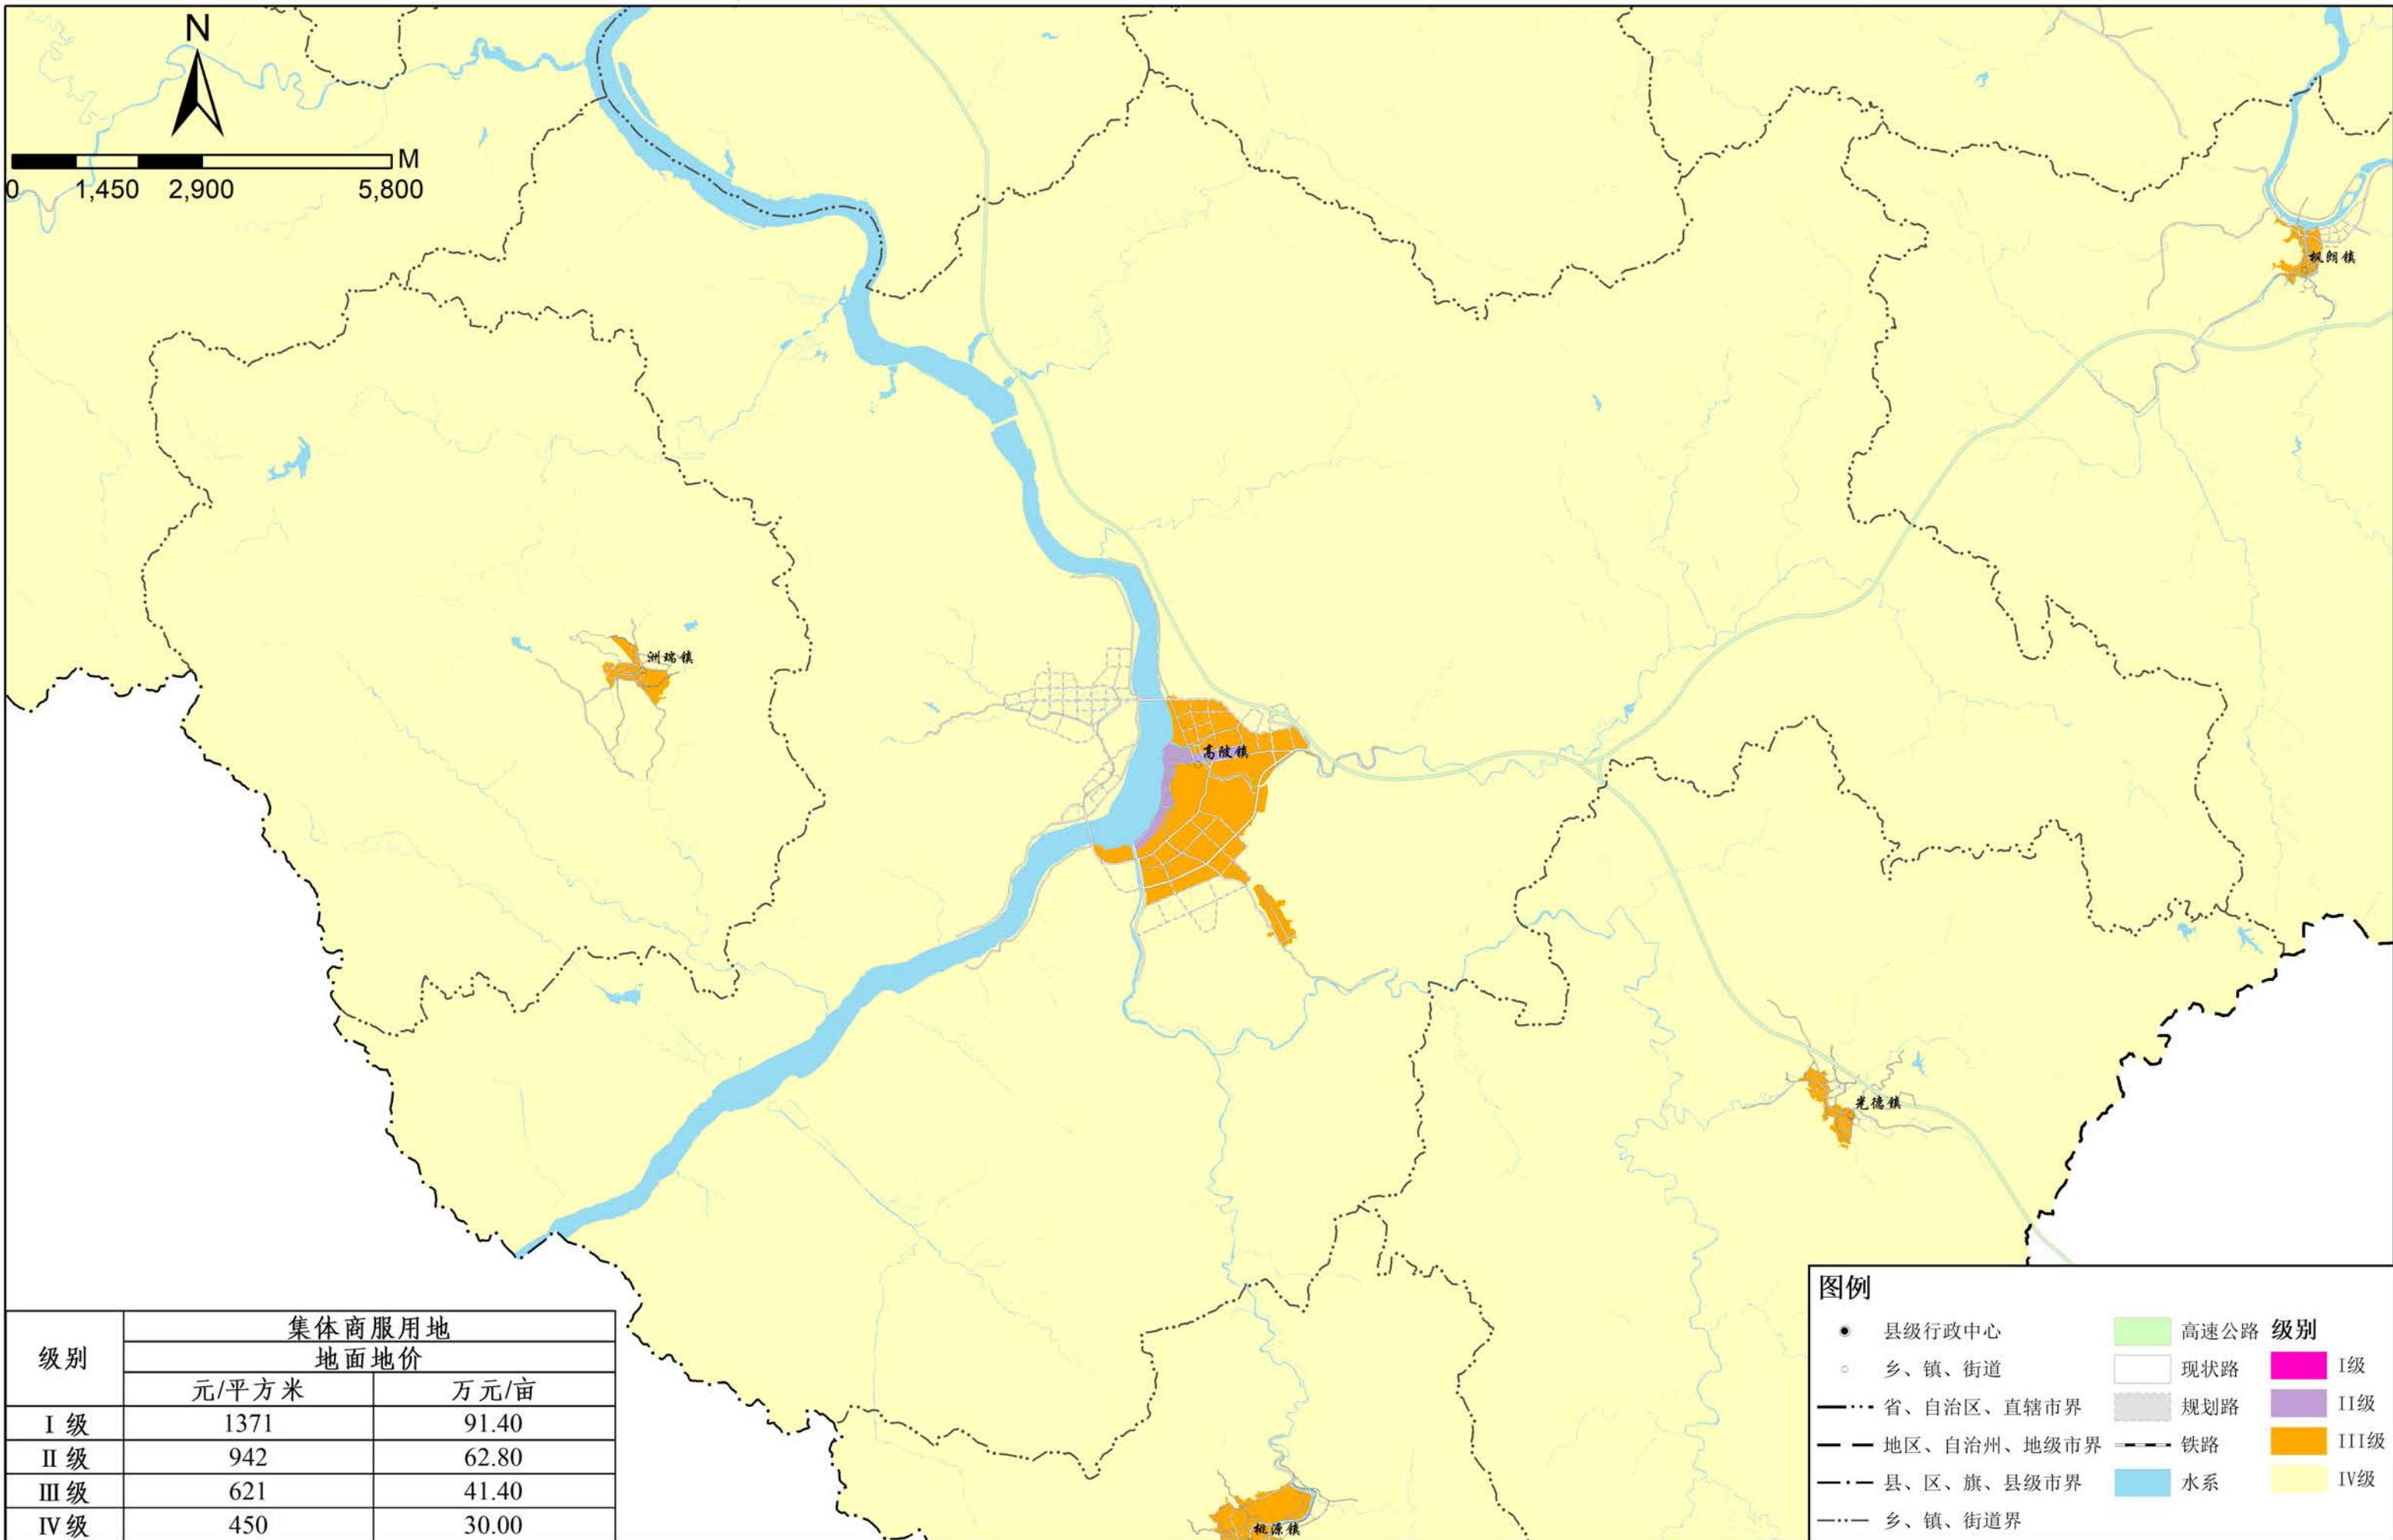 N
M
0 1,450 2,900 5,800
枫朗镇
洲瑞镇
高陂镇
光德镇
桃源镇
级别 集体商服用地
地面地价
元/平方米 万元/亩
I 级 1371 91.40
II 级 942 62.80
III 级 621 41.40
IV 级 450 30.00
图例
县级行政中心 高速公路 级别
乡、镇、街道 现状路 I级
省、自治区、直辖市界 规划路 II级
地区、自治州、地级市界 铁路 III级
县、区、旗、县级市界 水系 IV级
乡、镇、街道界